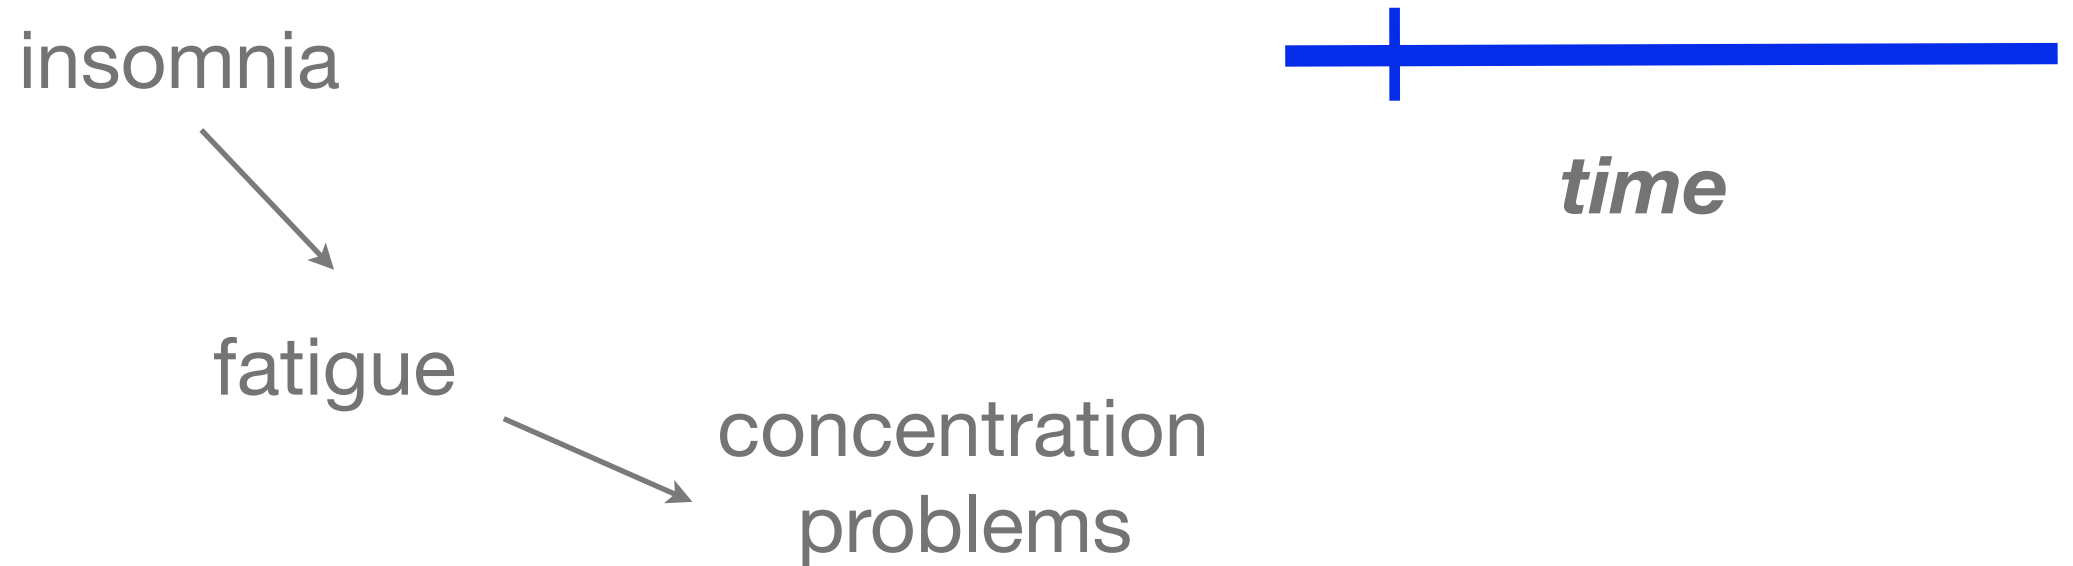 insomnia
time
fatigue
concentration
problems